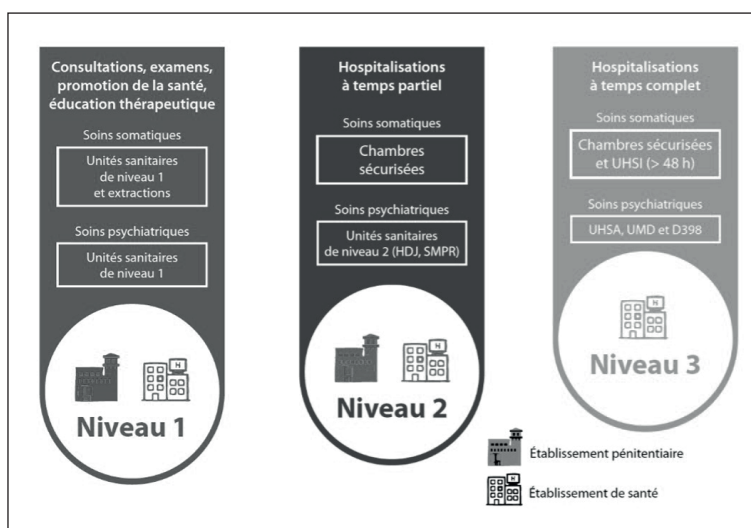 Consultations, examens,
promotion de la santé,
éducation thérapeutique
Soins somatiques
Unités sanitaires
de niveau 1
et extractions
Soins psychiatriques
Unités sanitaires
de niveau 1
H
Niveau 1
Hospitalisations
à temps partiel
Soins somatiques
Chambres
sécurisées
Soins psychiatriques
Unités sanitaires
de niveau 2 (HDJ, SMPR)
H
Niveau 2
Hospitalisations
à temps complet
Soins somatiques
Chambres sécurisées
et UHSI (> 48 h)
Soins psychiatriques
UHSA, UMD et D398
H
Niveau 3
Établissement pénitentiaire
H
Établissement de santé